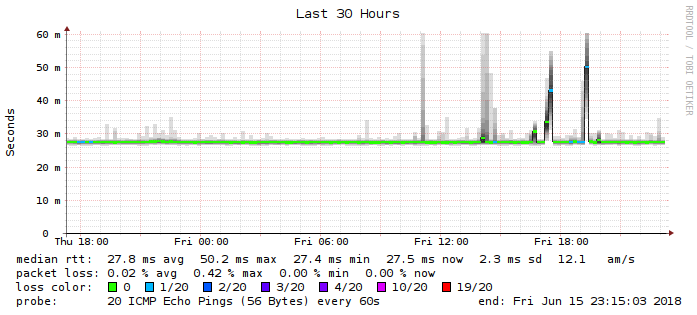 Last 30 Hours
RRDTOOL / TOBI OETIKER
Seconds
60 m
50 m
40 m
30 m
20 m
10 m
0
Thu 18:00 Fri 00:00 Fri 06:00 Fri 12:00 Fri 18:00
median rtt: 27.8 ms avg 50.2 ms max 27.4 ms min 27.5 ms now 2.3 ms sd 12.1 am/s
packet loss: 0.02 % avg 0.42 % max 0.00 % min 0.00 % now
loss color: 0 1/20 2/20 3/20 4/20 10/20 19/20
probe: 20 ICMP Echo Pings (56 Bytes) every 60s end: Fri Jun 15 23:15:03 2018